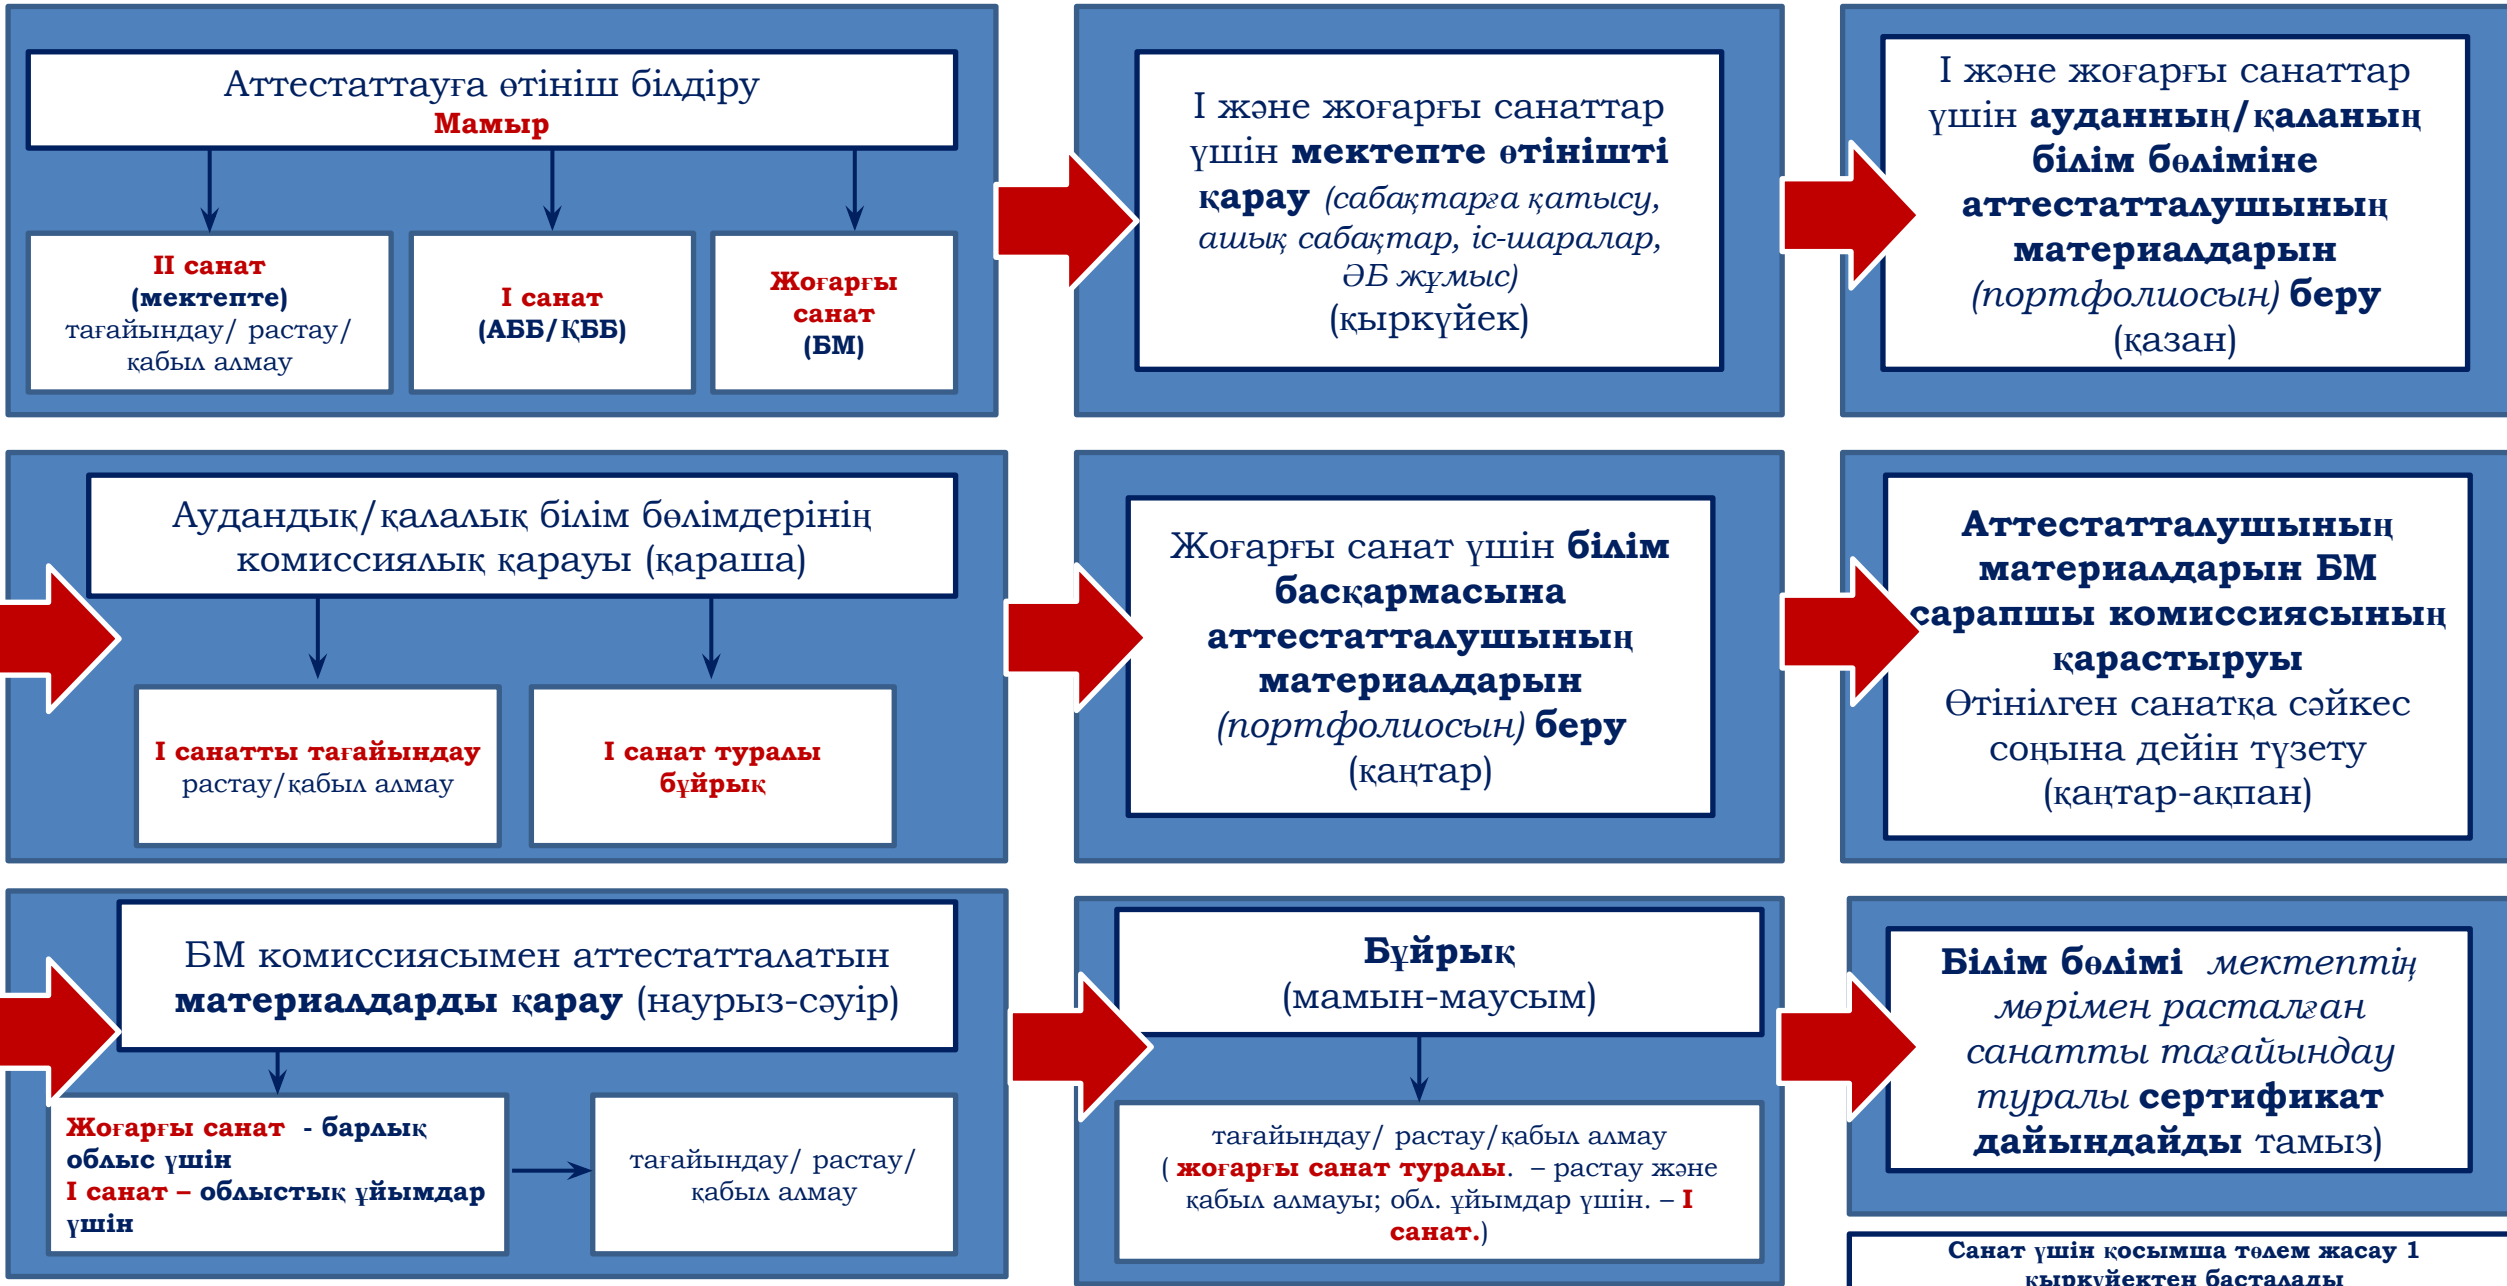 Аттестаттауға өтініш білдіру
Мамыр
II санат
(мектепте)
тағайындау/ растау/
қабыл алмау
I санат
(АББ/ҚББ)
Жоғарғы
санат
(БМ)
I және жоғарғы санаттар
үшін мектепте өтінішті
қарау (сабақтарға қатысу,
ашық сабақтар, іс-шаралар,
ӘБ жұмыс)
(қыркүйек)
I және жоғарғы санаттар
үшін ауданның/қаланың
білім бөліміне
аттестатталушының
материалдарын
(портфолиосын) беру
(қазан)
Аудандық/қалалық білім бөлімдерінің
комиссиялық қарауы (қараша)
I санатты тағайындау
растау/қабыл алмау
I санат туралы
бұйрық
Жоғарғы санат үшін білім
басқармасына
аттестатталушының
материалдарын
(портфолиосын) беру
(қаңтар)
Аттестатталушының
материалдарын БМ
сарапшы комиссиясының
қарастыруы
Өтінілген санатқа сәйкес
соңына дейін түзету
(қаңтар-ақпан)
БМ комиссиясымен аттестатталатын
материалдарды қарау (наурыз-сәуір)
Жоғарғы санат - барлық
облыс үшін
I санат – облыстық ұйымдар
үшін
тағайындау/ растау/
қабыл алмау
Бұйрық
(мамын-маусым)
тағайындау/ растау/қабыл алмау
( жоғарғы санат туралы. – растау және
қабыл алмауы; обл. ұйымдар үшін. – I
санат.)
Білім бөлімі мектептің
мөрімен расталған
санатты тағайындау
туралы сертификат
дайындайды тамыз)
Санат үшін қосымша төлем жасау 1
қыркүйектен басталады